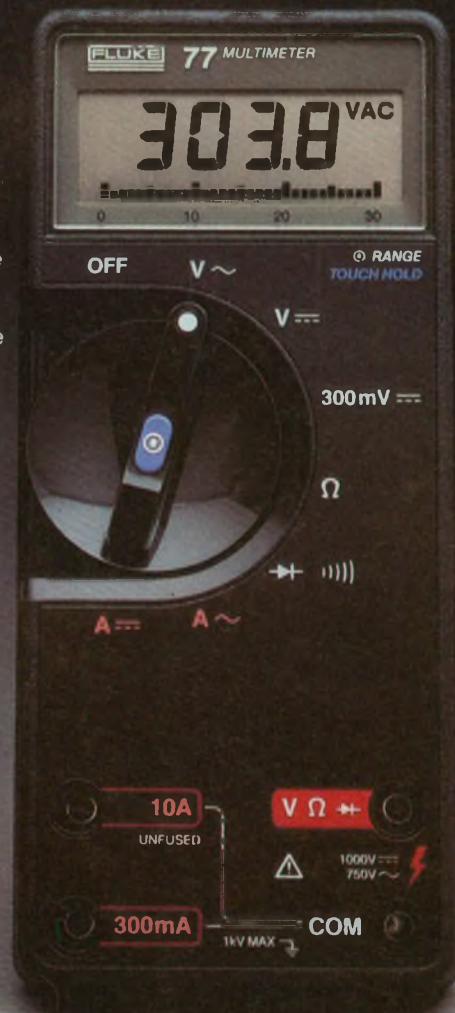 FLUKE 77 MULTIMETER
303.8 VAC
0 10 20 30
OFF V~ RANGE
TOUCH HOLD
V⎓
300mV⎓
Ω
A⎓ A~
10A V Ω
UNFUSED
1000V⎓
750V~
300mA COM
1kV MAX